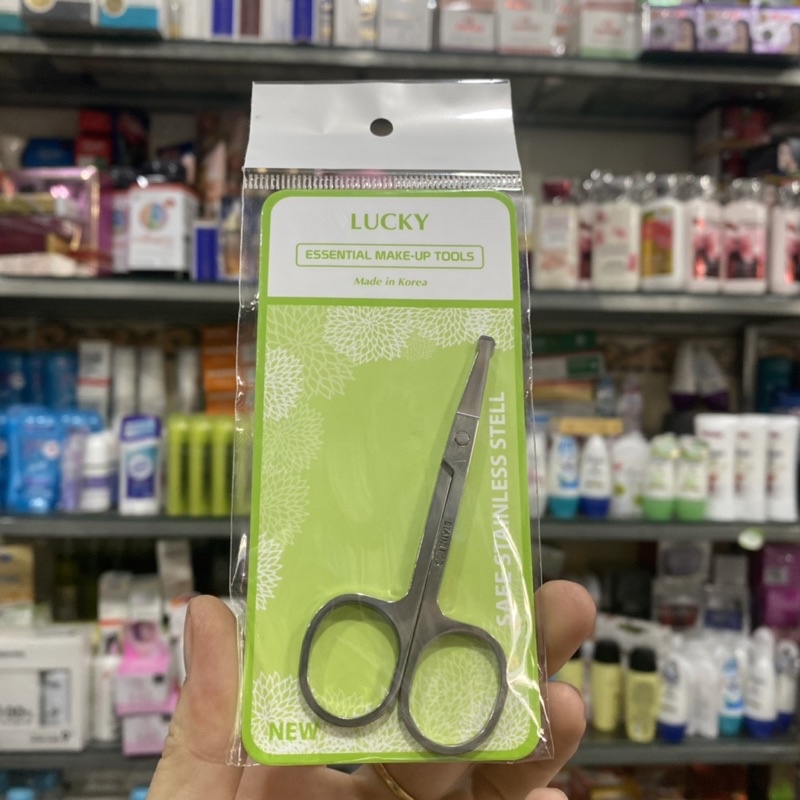 LUCKY
ESSENTIAL MAKE-UP TOOLS
Made in Korea
SAFE STAINLESS STELL
NEW